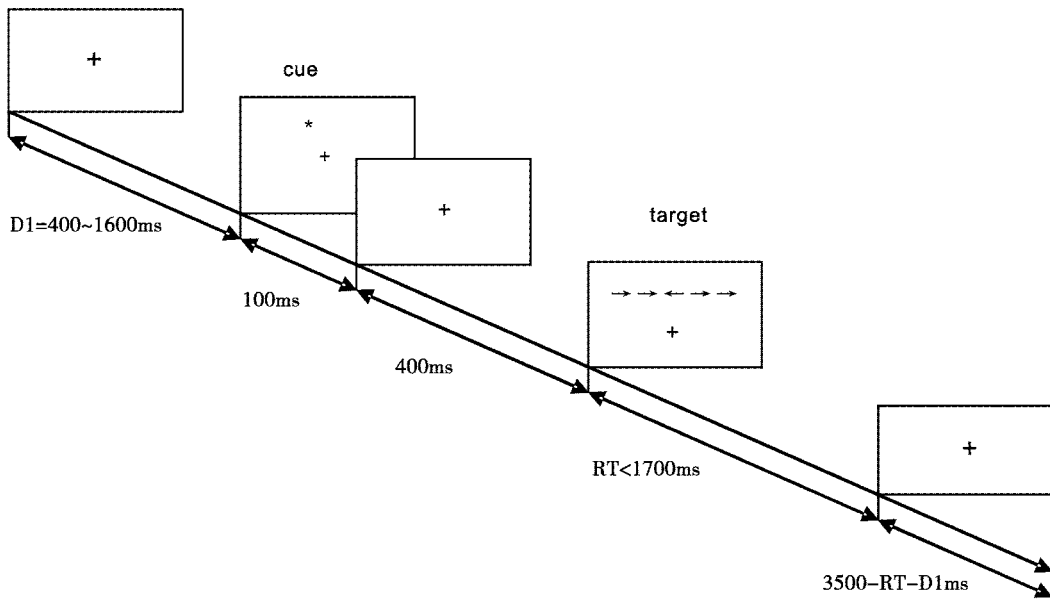 +
cue
*
+
+
D1=400~1600ms
target
100ms
→→←→→
+
400ms
+
RT<1700ms
3500-RT-D1ms